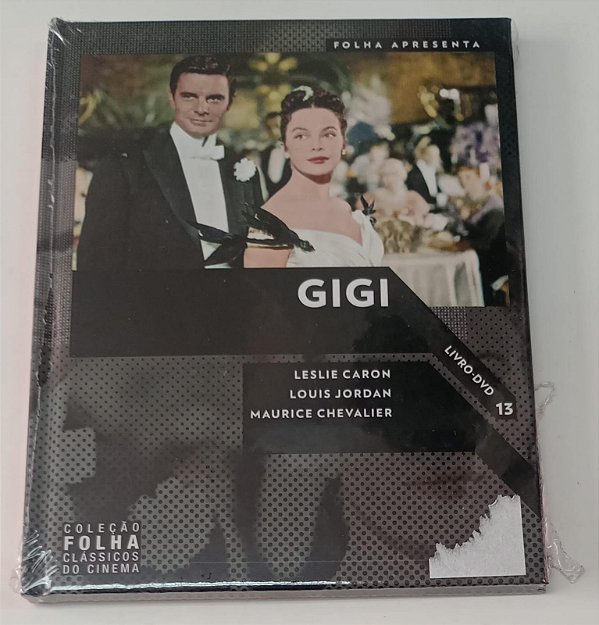 FOLHA APRESENTA
GIGI
LESLIE CARON
LOUIS JORDAN
MAURICE CHEVALIER
LIVRO-DVD
13
COLEÇÃO
FOLHA
CLÁSSICOS
DO CINEMA